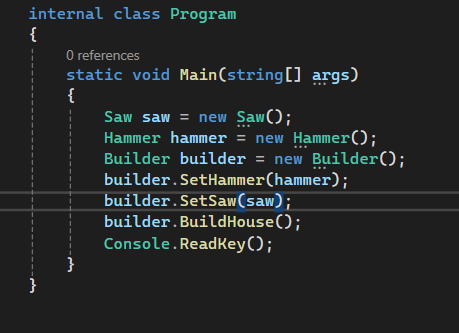 internal class Program
{
0 references
static void Main(string[] args)
{
Saw saw = new Saw();
Hammer hammer = new Hammer();
Builder builder = new Builder();
builder.SetHammer(hammer);
builder.SetSaw(saw);
builder.BuildHouse();
Console.ReadKey();
}
}